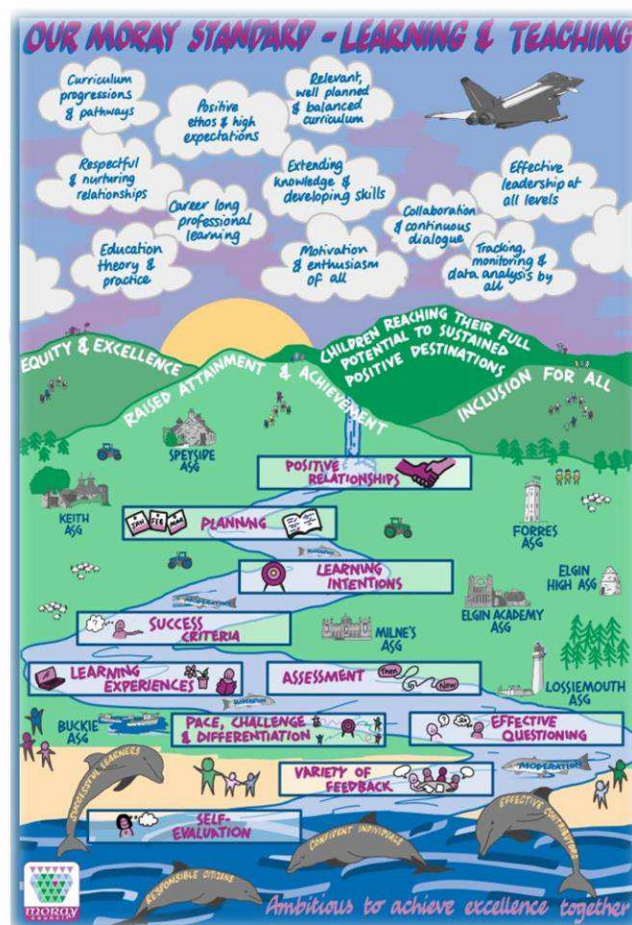 OUR MORAY STANDARD - LEARNING & TEACHING
Curriculum
progressions
& pathways
Positive
ethos & high
expectations
Relevant,
well planned
& balanced
curriculum
Respectful
& nurturing
relationships
Career long
professional
learning
Extending
knowledge &
developing skills
Collaboration
& continuous
dialogue
Effective
leadership at
all levels
Education
theory &
practice
Motivation
& enthusiasm
of all
Tracking,
monitoring &
data analysis by
all
EQUITY & EXCELLENCE
RAISED ATTAINMENT & ACHIEVEMENT
CHILDREN REACHING THEIR FULL
POTENTIAL TO SUSTAINED
POSITIVE DESTINATIONS
INCLUSION FOR ALL
SPEYSIDE
ASG
POSITIVE
RELATIONSHIPS
KEITH
ASG
JAN FEB MAR
PLANNING
FORRES
ASG
LEARNING
INTENTIONS
ELGIN
HIGH ASG
MODERATION
ELGIN ACADEMY
ASG
SUCCESS
CRITERIA
MILNE'S
ASG
LEARNING
EXPERIENCES
ASSESSMENT
Then
Now
LOSSIEMOUTH
ASG
BUCKIE
ASG
PACE, CHALLENGE
& DIFFERENTIATION
EFFECTIVE
QUESTIONING
VARIETY OF
FEEDBACK
MODERATION
SELF-
EVALUATION
SUCCESSFUL LEARNERS
CONFIDENT INDIVIDUALS
EFFECTIVE CONTRIBUTORS
RESPONSIBLE CITIZENS
moray
COUNCIL
Ambitious to achieve excellence together